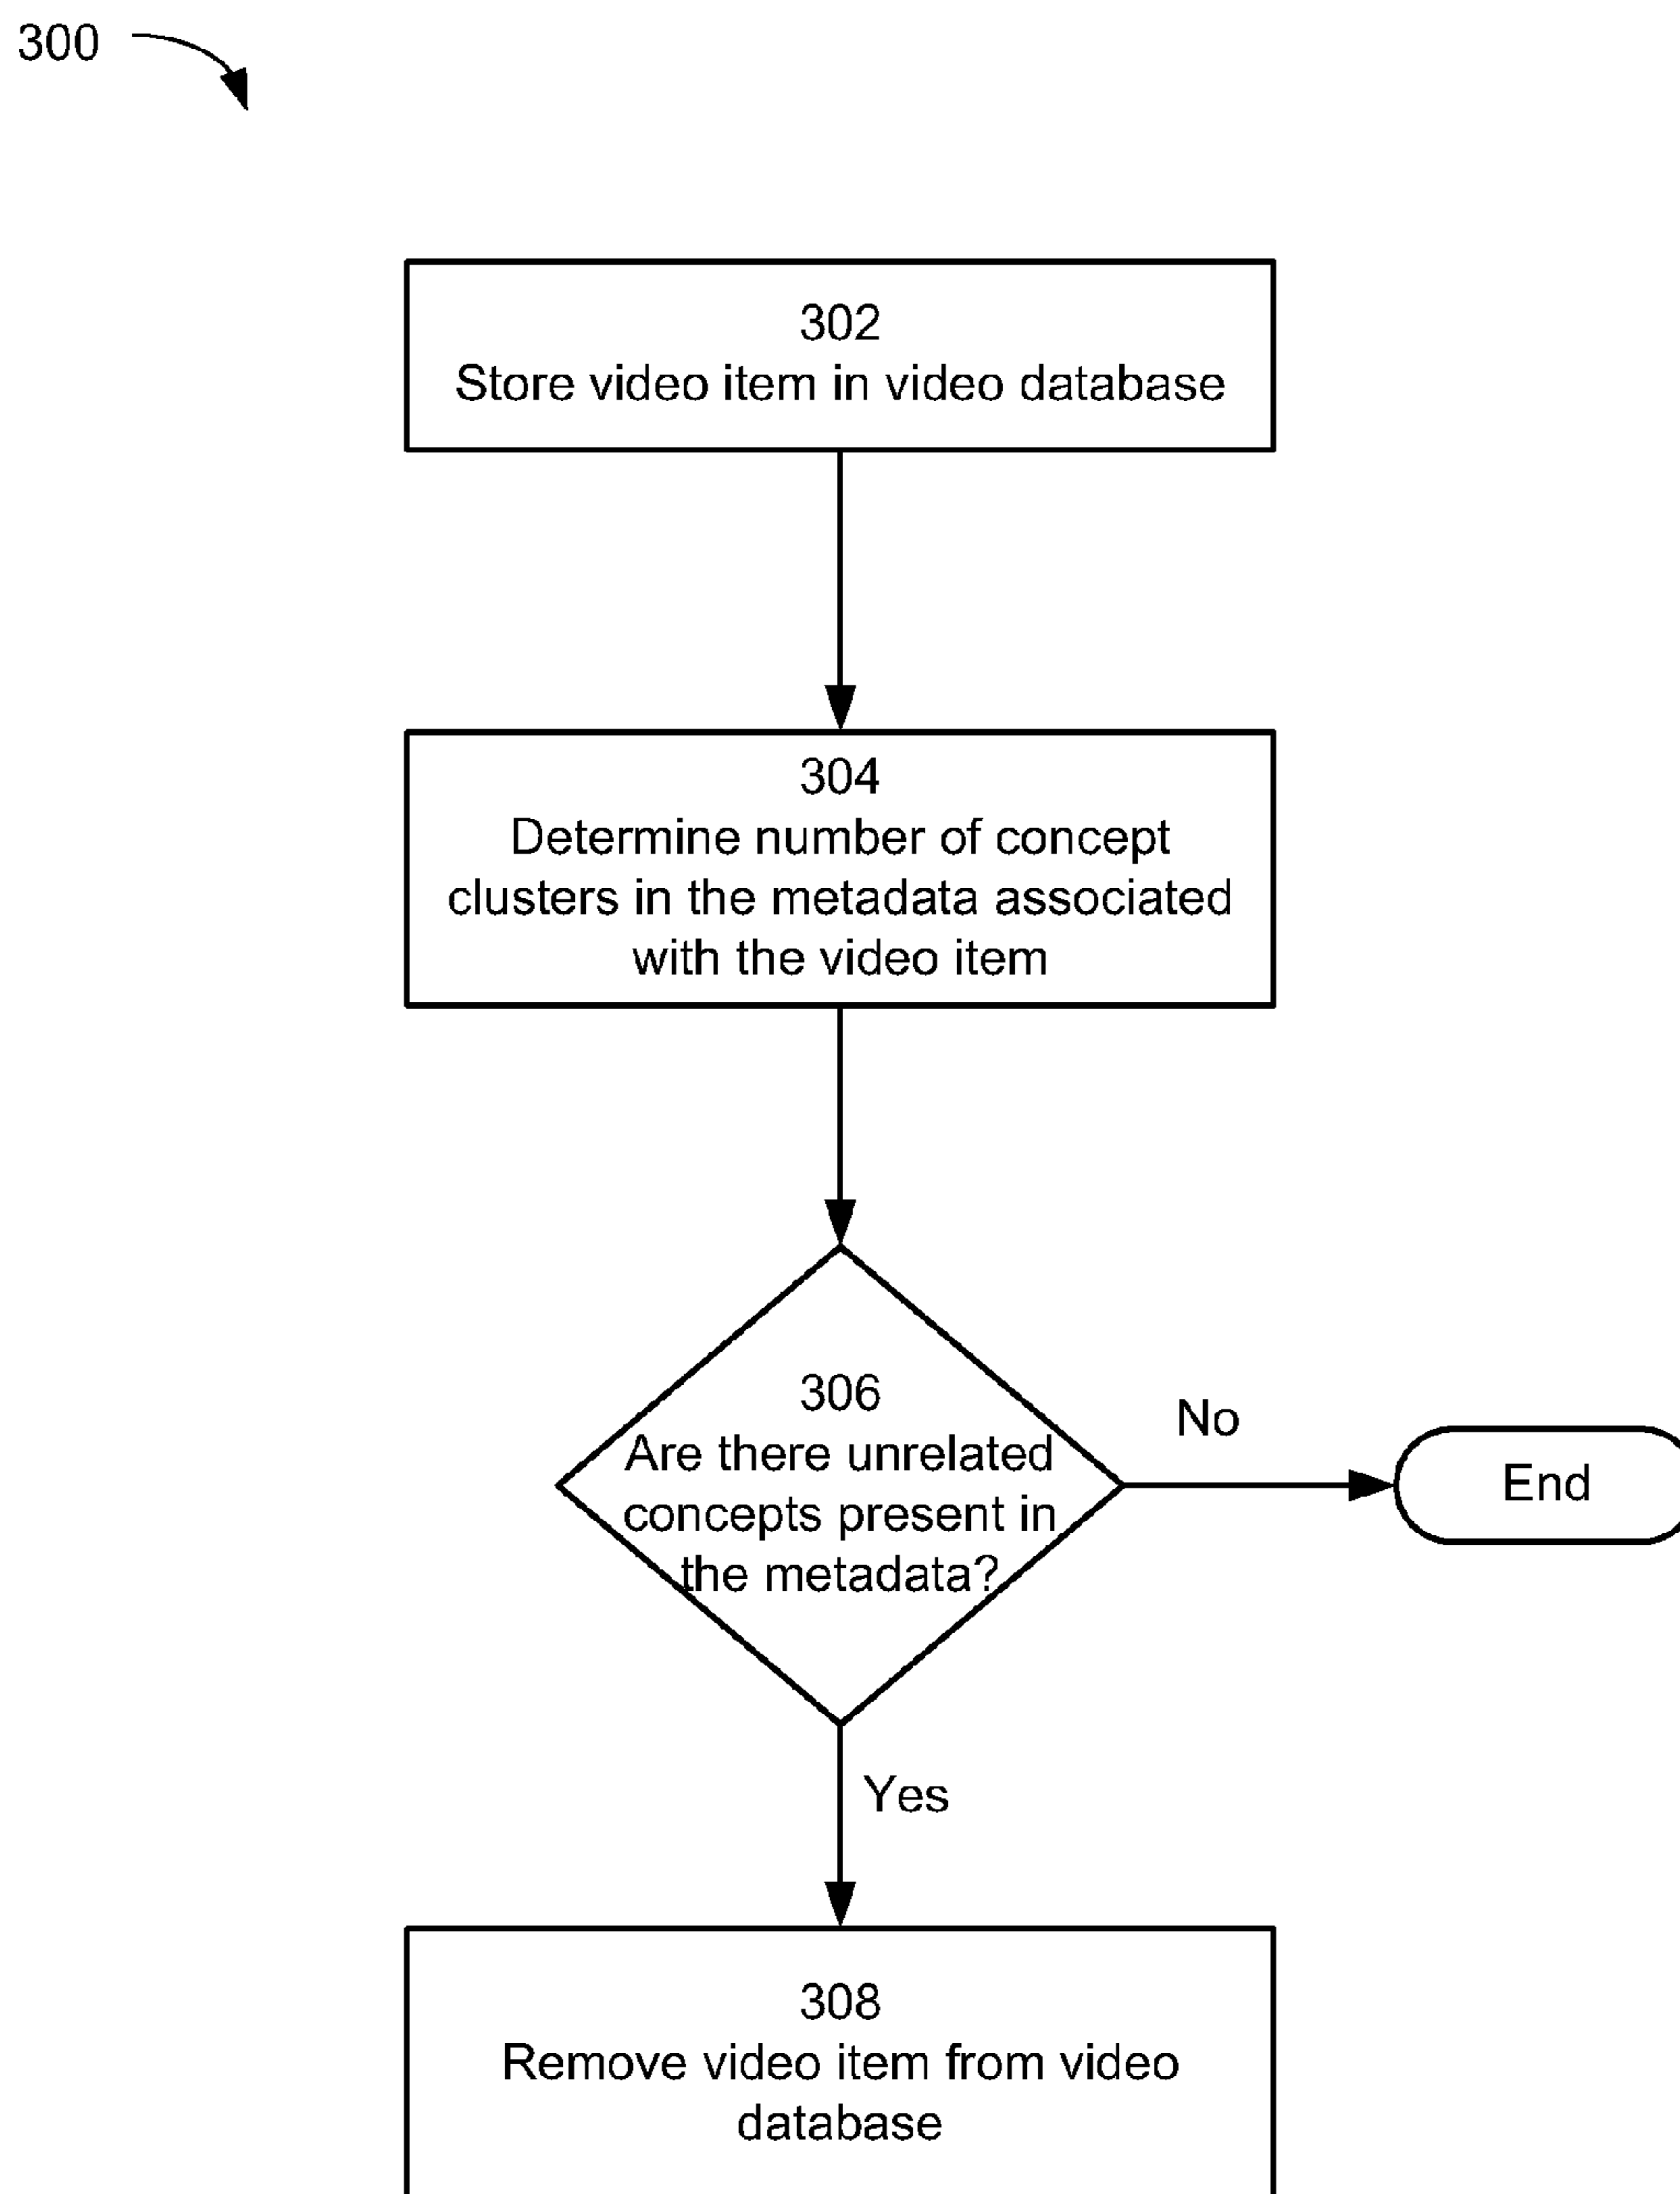 300
302
Store video item in video database
304
Determine number of concept
clusters in the metadata associated
with the video item
306
Are there unrelated
concepts present in
the metadata?
No
End
Yes
308
Remove video item from video
database